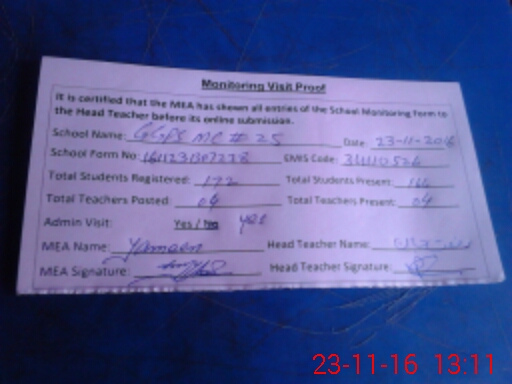 Monitoring Visit Proof
It is certified that the MEA has shown all entries of the School Monitoring Form to
the Head Teacher before its online submission.
School Name: GGPS MC # 25 Date: 23-11-2016
School Form No: EMIS Code:
Total Students Registered: 172 Total Students Present:
Total Teachers Posted: 04 Total Teachers Present: 04
Admin Visit: Yes / No yes
MEA Name: Yameen Head Teacher Name:
MEA Signature: Head Teacher Signature:
23-11-16 13:11